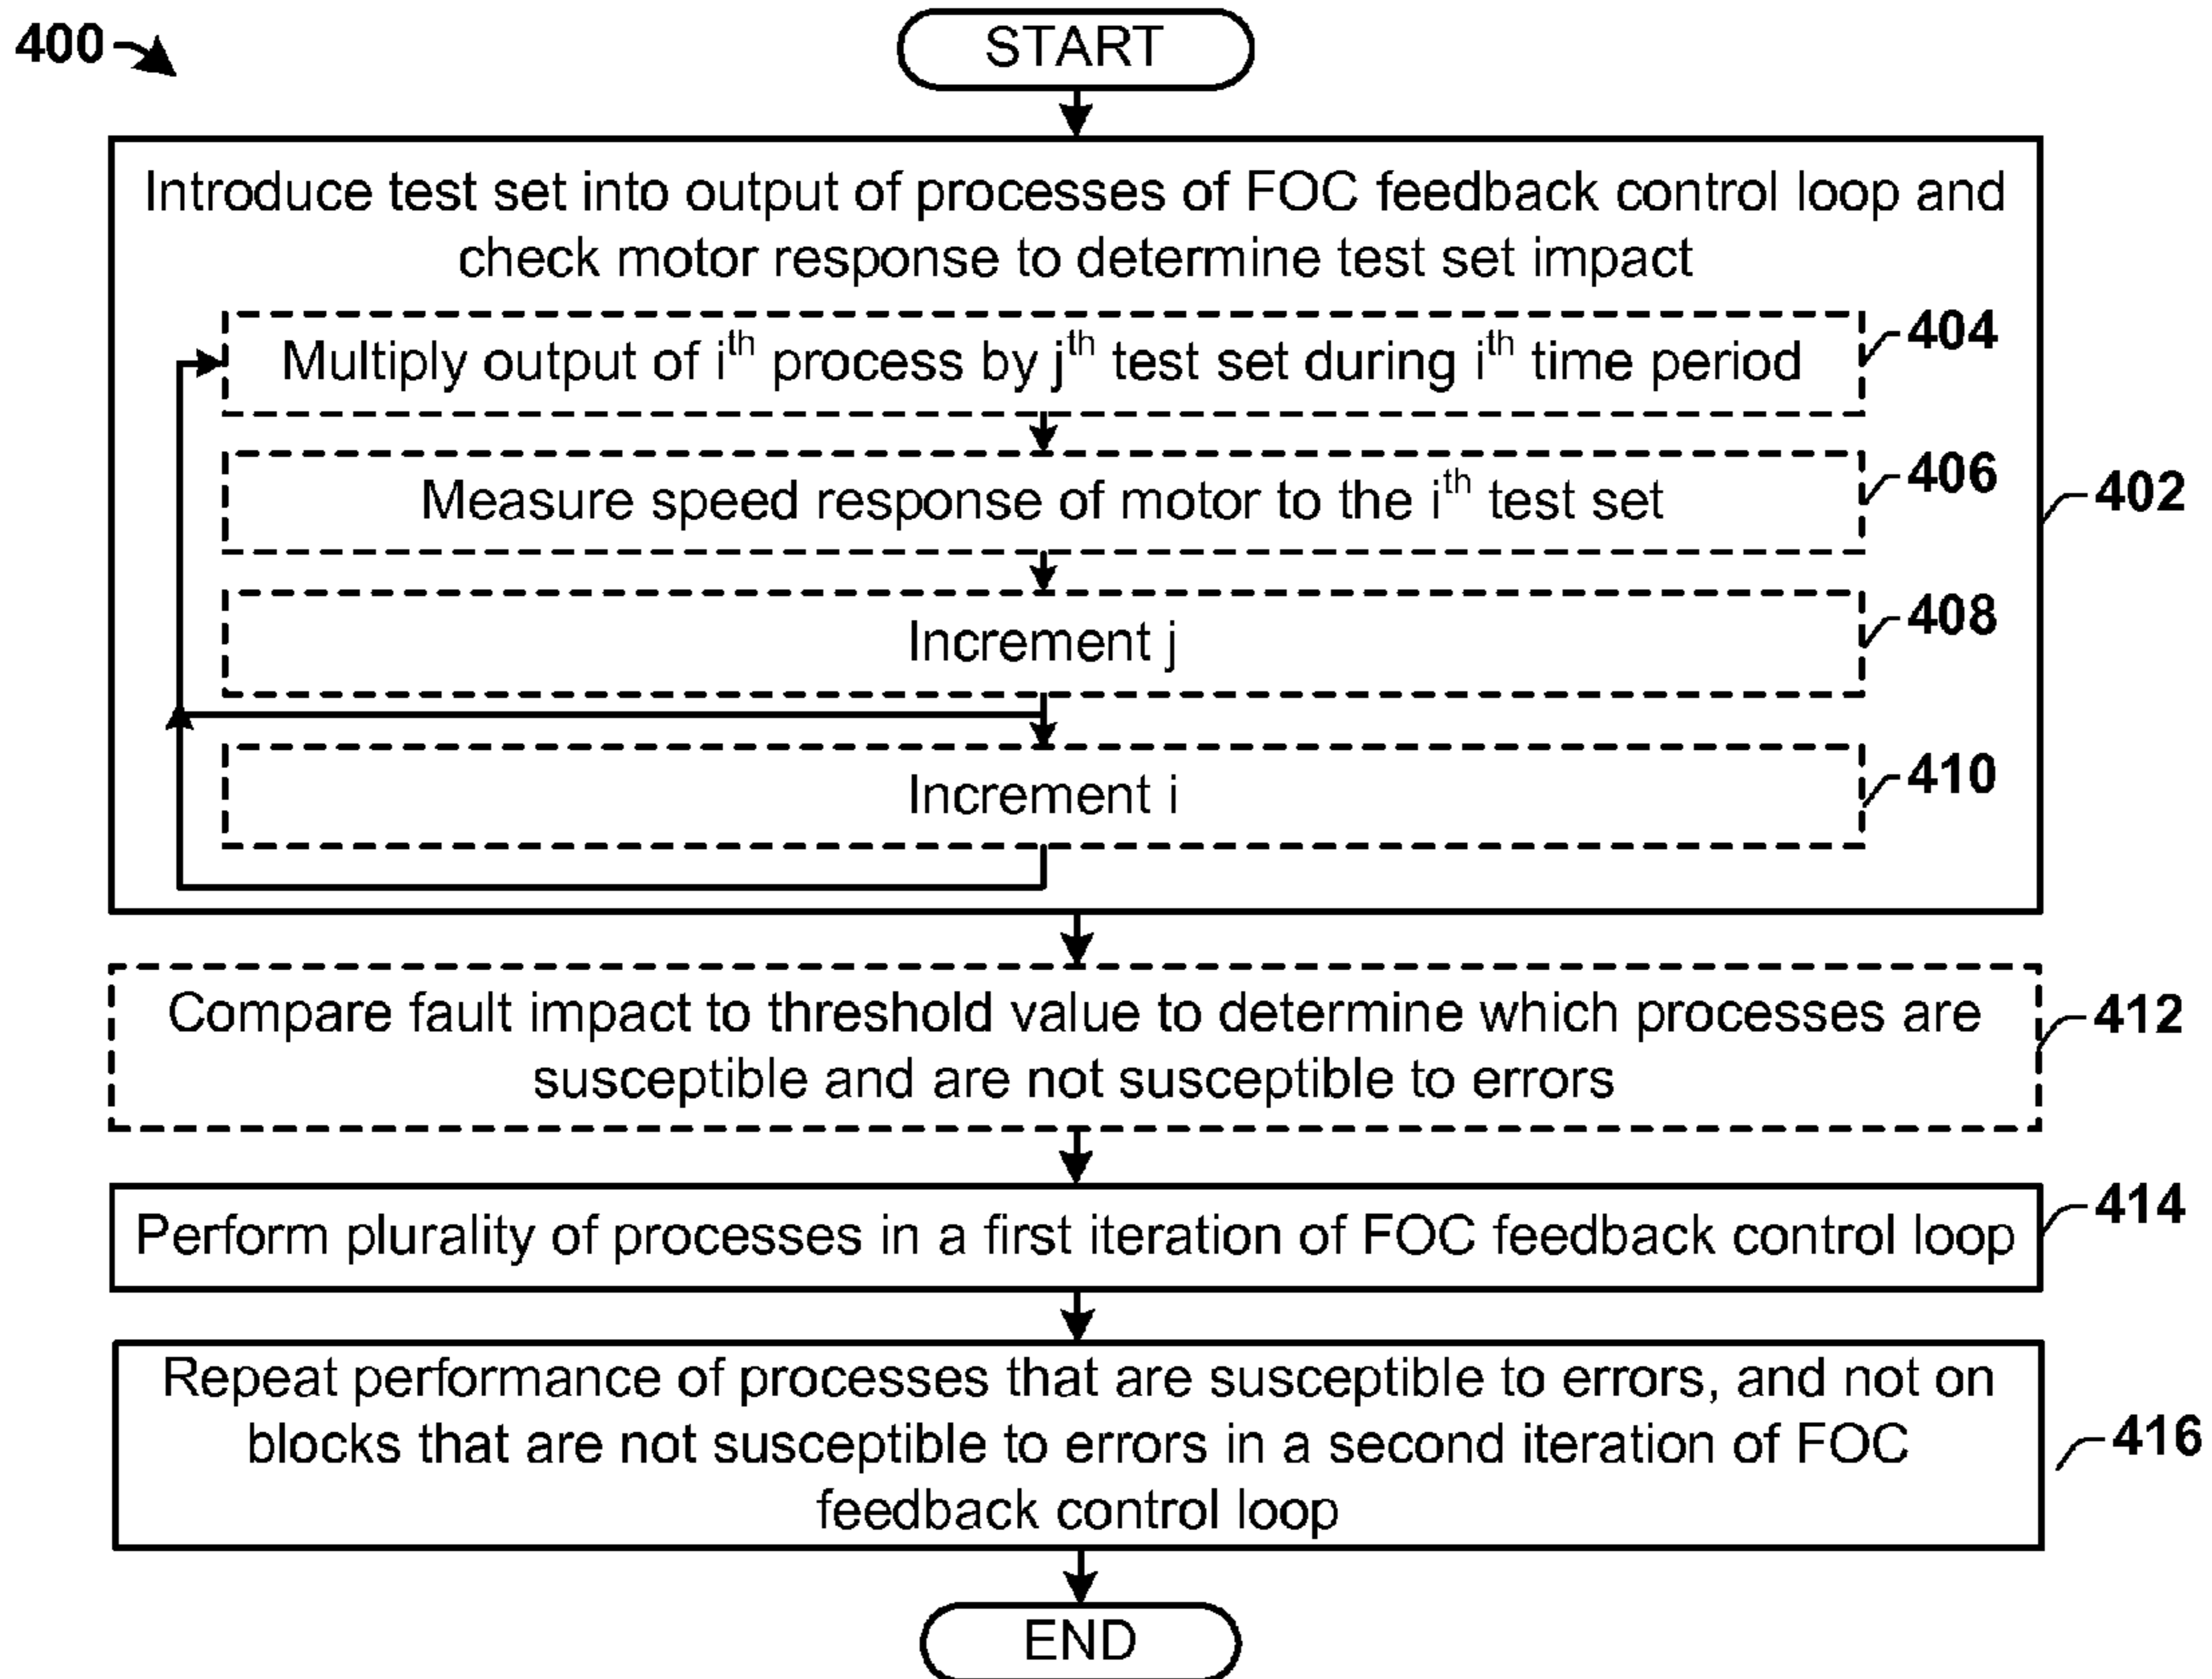 400
START
Introduce test set into output of processes of FOC feedback control loop and
check motor response to determine test set impact
Multiply output of ith process by jth test set during ith time period
404
Measure speed response of motor to the ith test set
406
402
Increment j
408
Increment i
410
Compare fault impact to threshold value to determine which processes are
susceptible and are not susceptible to errors
412
Perform plurality of processes in a first iteration of FOC feedback control loop
414
Repeat performance of processes that are susceptible to errors, and not on
blocks that are not susceptible to errors in a second iteration of FOC
feedback control loop
416
END